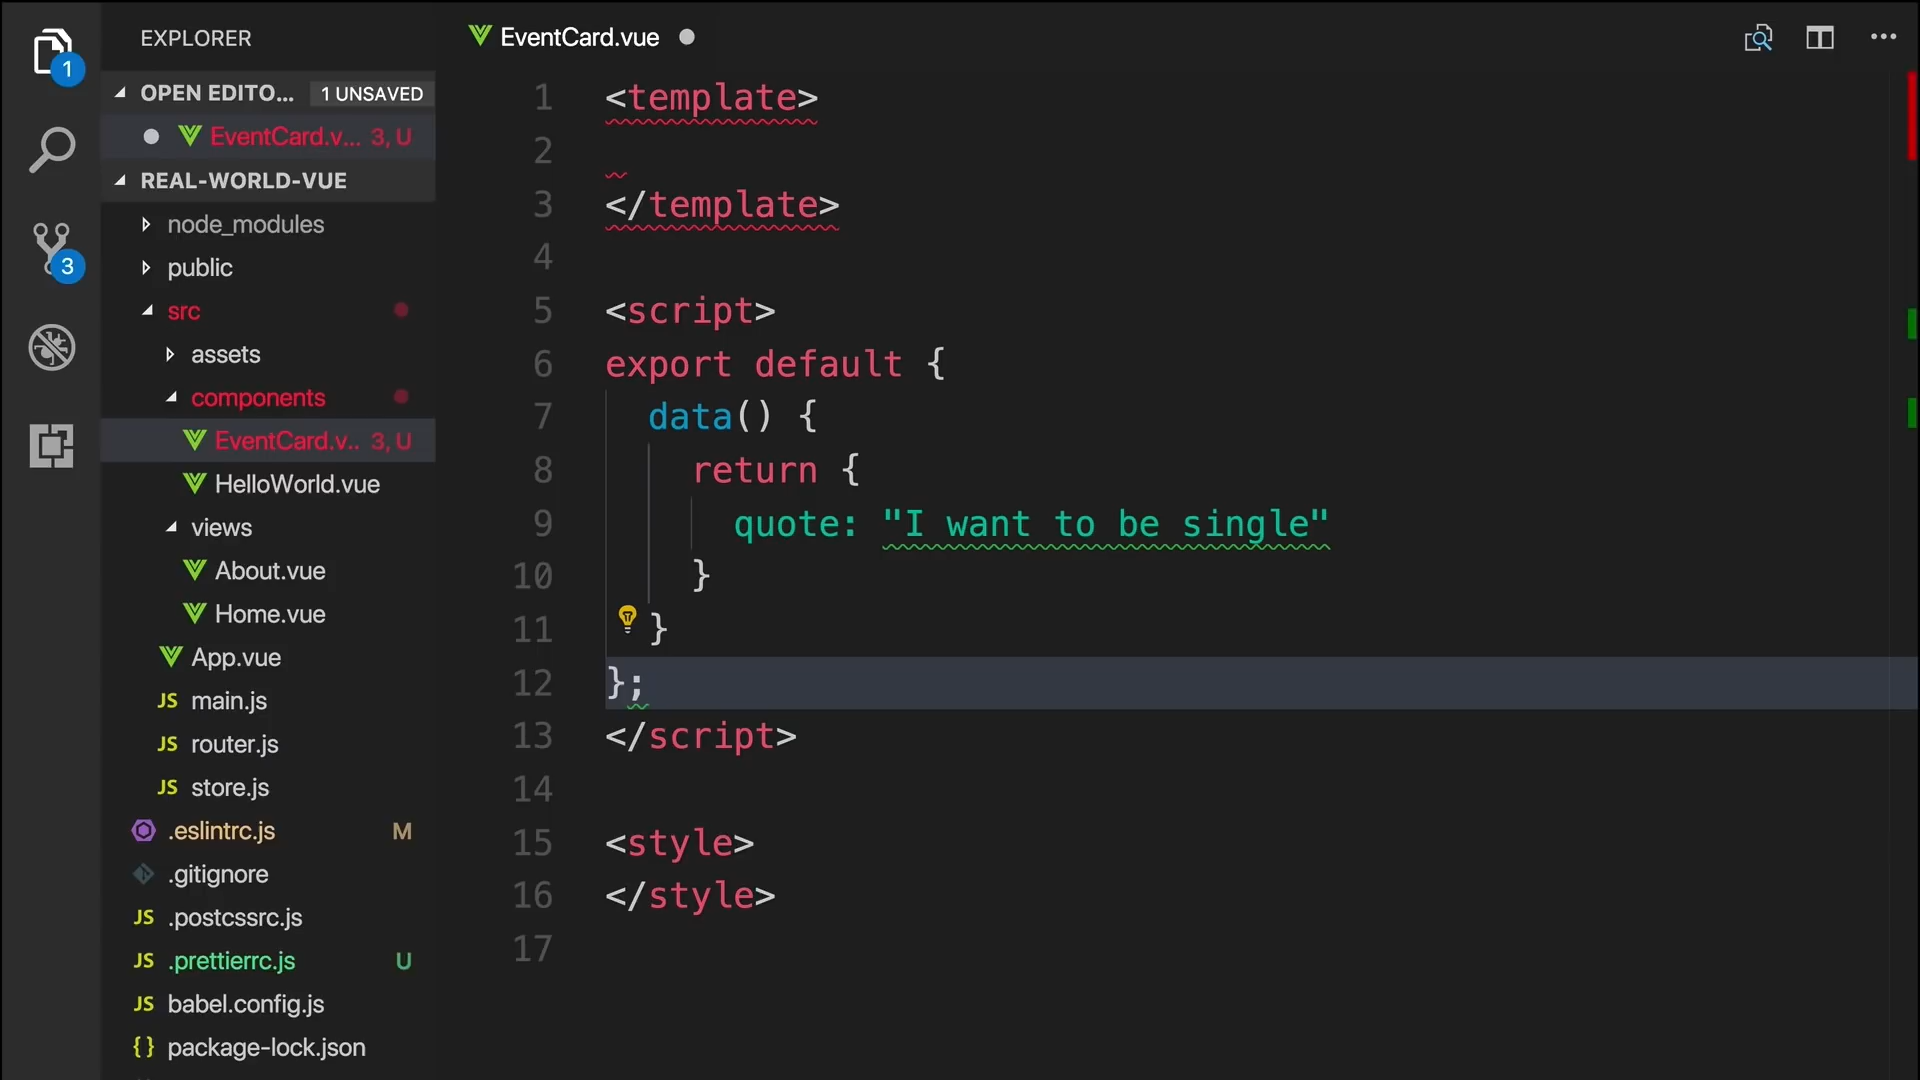 EXPLORER
OPEN EDITO... 1 UNSAVED
EventCard.v... 3, U
REAL-WORLD-VUE
node_modules
public
src
assets
components
EventCard.v.. 3, U
HelloWorld.vue
views
About.vue
Home.vue
App.vue
JS main.js
JS router.js
JS store.js
.eslintrc.js M
.gitignore
JS .postcssrc.js
JS .prettierrc.js U
JS babel.config.js
{} package-lock.json
1
3
EventCard.vue
1 <template>
2
3 </template>
4
5 <script>
6 export default {
7 data() {
8 return {
9 quote: "I want to be single"
10 }
11 }
12 };
13 </script>
14
15 <style>
16 </style>
17